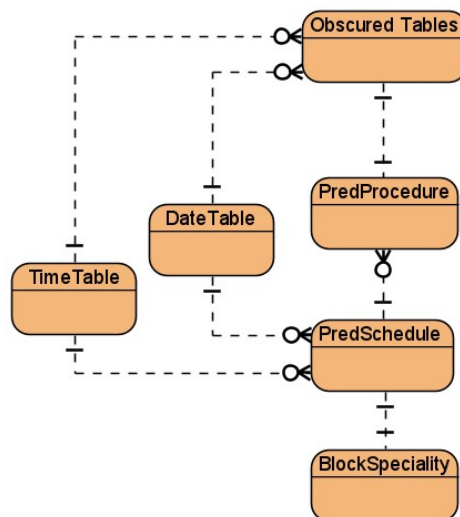 Obscured Tables
PredProcedure
DateTable
TimeTable
PredSchedule
BlockSpeciality